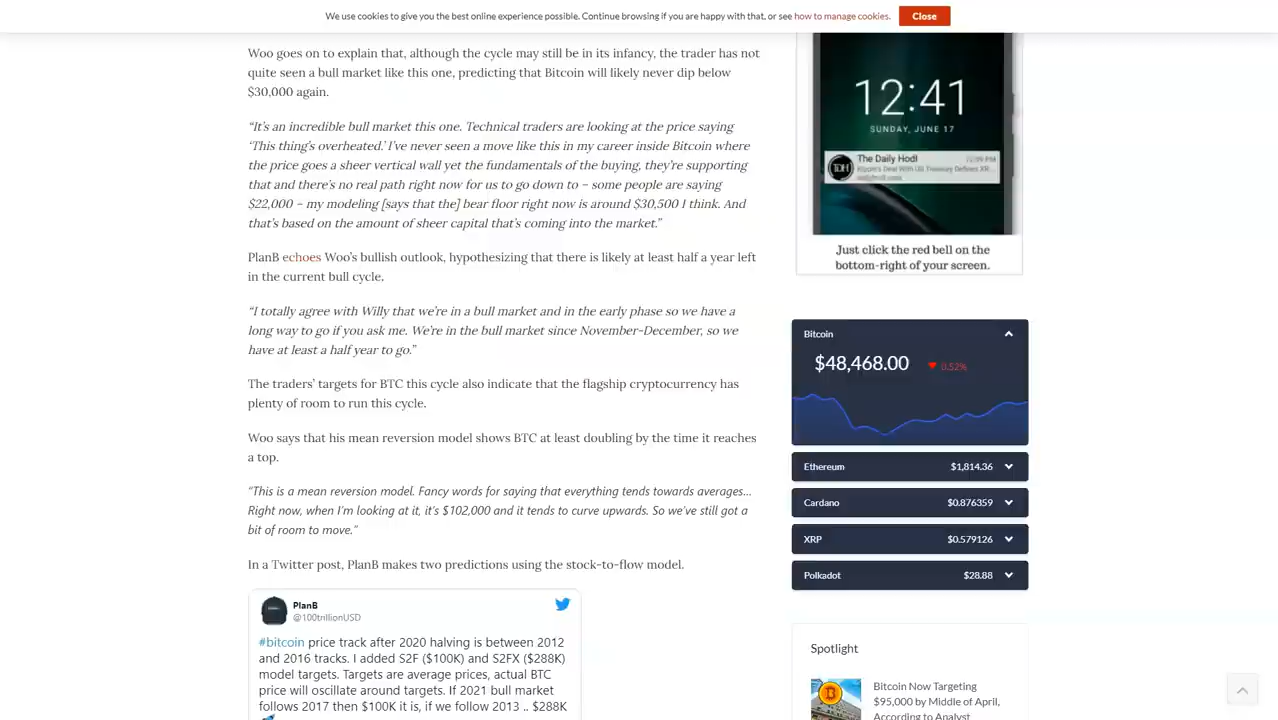 We use cookies to give you the best online experience possible. Continue browsing if you are happy with that, or see how to manage cookies. Close
Woo goes on to explain that, although the cycle may still be in its infancy, the trader has not
quite seen a bull market like this one, predicting that Bitcoin will likely never dip below
$30,000 again.
“It’s an incredible bull market this one. Technical traders are looking at the price saying
‘This thing’s overheated.’ I’ve never seen a move like this in my career inside Bitcoin where
the price goes a sheer vertical wall yet the fundamentals of the buying, they’re supporting
that and there’s no real path right now for us to go down to – some people are saying
$22,000 – my modeling [says that the] bear floor right now is around $30,500 I think. And
that’s based on the amount of sheer capital that’s coming into the market.”
PlanB echoes Woo’s bullish outlook, hypothesizing that there is likely at least half a year left
in the current bull cycle.
“I totally agree with Willy that we’re in a bull market and in the early phase so we have a
long way to go if you ask me. We’re in the bull market since November-December, so we
have at least a half year to go.”
The traders’ targets for BTC this cycle also indicate that the flagship cryptocurrency has
plenty of room to run this cycle.
Woo says that his mean reversion model shows BTC at least doubling by the time it reaches
a top.
“This is a mean reversion model. Fancy words for saying that everything tends towards averages…
Right now, when I’m looking at it, it’s $102,000 and it tends to curve upwards. So we’ve still got a
bit of room to move.”
In a Twitter post, PlanB makes two predictions using the stock-to-flow model.
PlanB
@100trillionUSD
#bitcoin price track after 2020 halving is between 2012
and 2016 tracks. I added S2F ($100K) and S2FX ($288K)
model targets. Targets are average prices, actual BTC
price will oscillate around targets. If 2021 bull market
follows 2017 then $100K it is, if we follow 2013 .. $288K
12:41
SUNDAY, JUNE 17
The Daily Hodl
TDH
Ripple's Deal With US Treasury Defines XR...
Just click the red bell on the
bottom-right of your screen.
Bitcoin
$48,468.00 0.52%
Ethereum $1,814.36
Cardano $0.876359
XRP $0.579126
Polkadot $28.88
Spotlight
Bitcoin Now Targeting
$95,000 by Middle of April,
According to Analyst